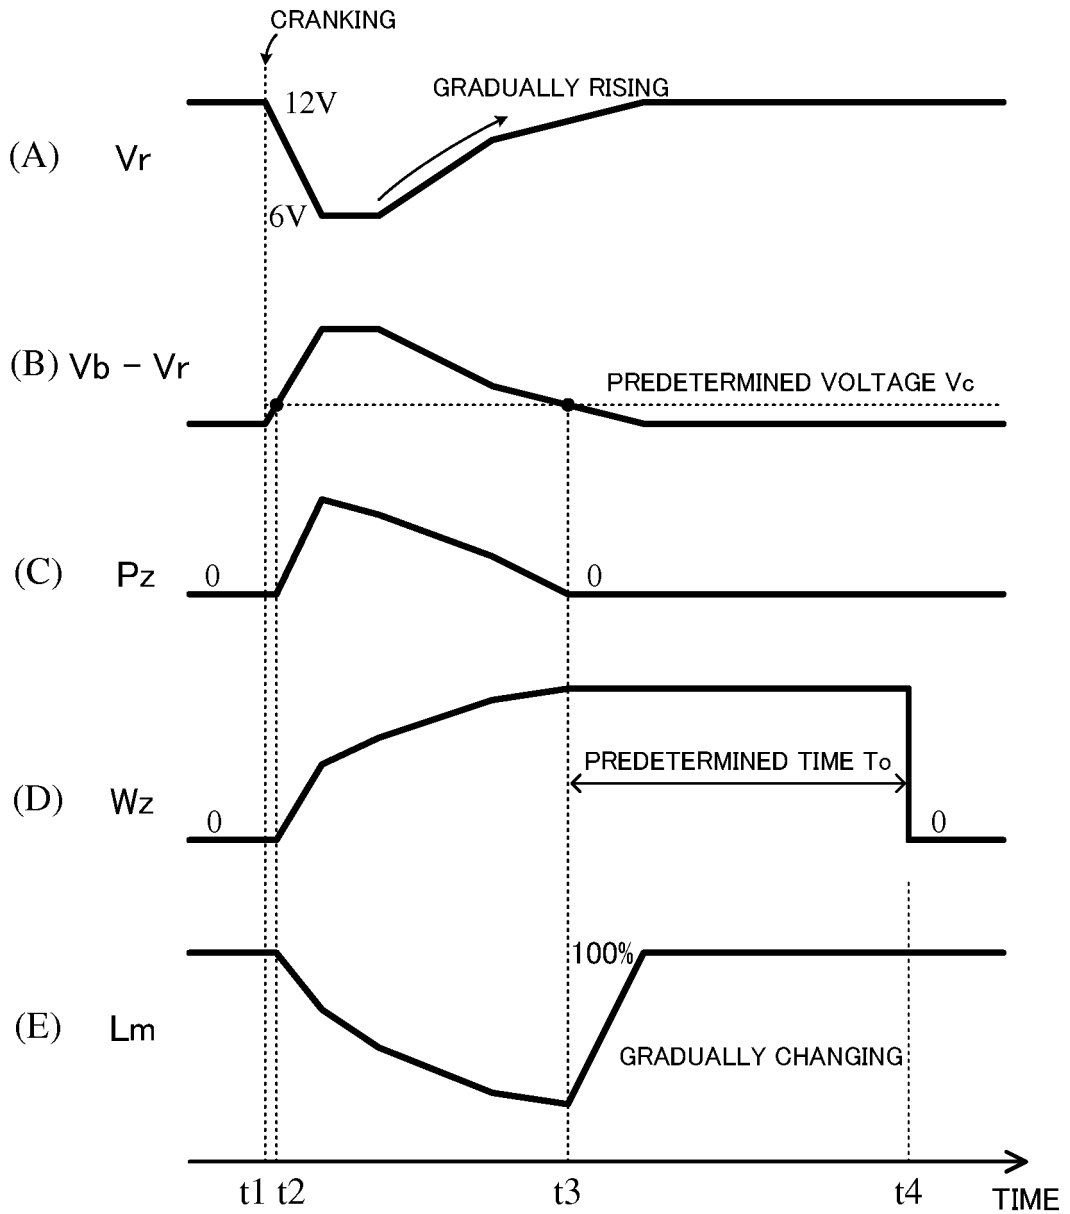 CRANKING
GRADUALLY RISING
12V
(A) Vr
6V
(B) Vb − Vr
PREDETERMINED VOLTAGE Vc
(C) Pz
0
0
PREDETERMINED TIME To
(D) Wz
0
0
100%
(E) Lm
GRADUALLY CHANGING
t1 t2 t3 t4 TIME